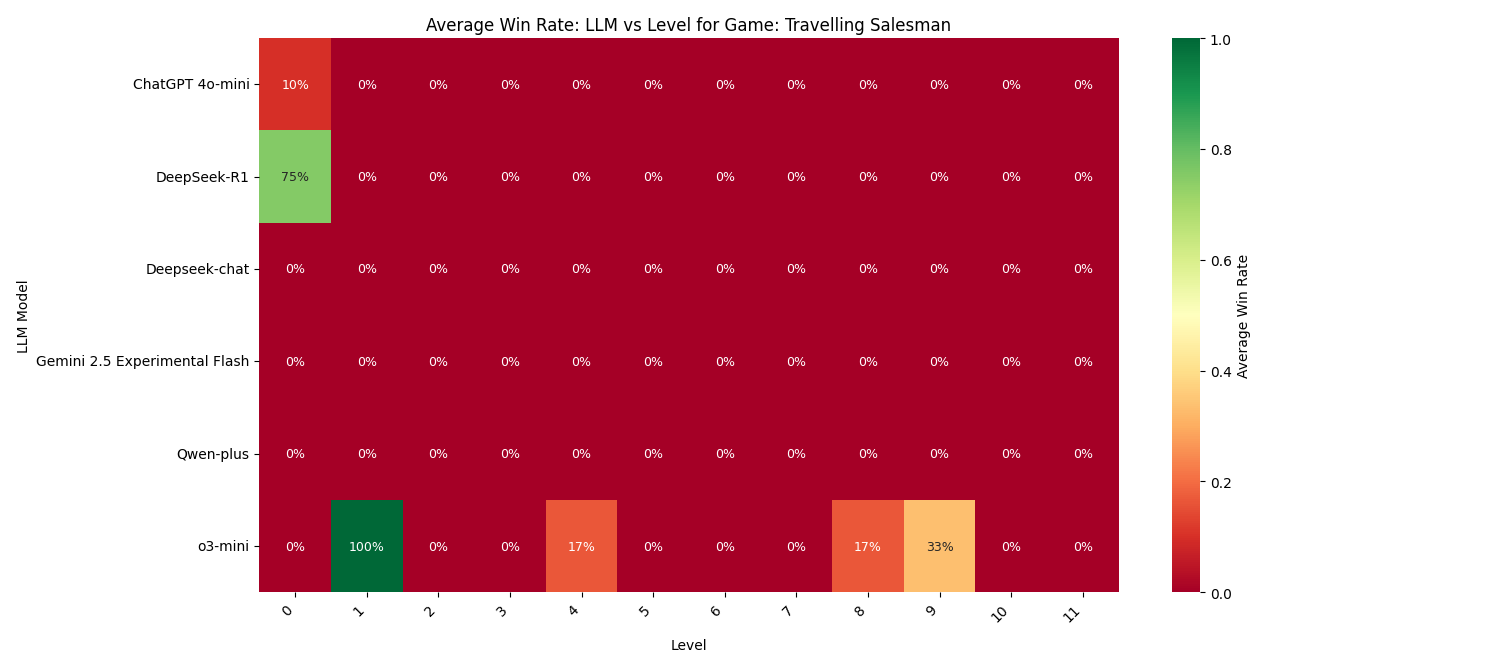 Average Win Rate: LLM vs Level for Game: Travelling Salesman
LLM Model
ChatGPT 4o-mini 10% 0% 0% 0% 0% 0% 0% 0% 0% 0% 0% 0%
DeepSeek-R1 75% 0% 0% 0% 0% 0% 0% 0% 0% 0% 0% 0%
Deepseek-chat 0% 0% 0% 0% 0% 0% 0% 0% 0% 0% 0% 0%
Gemini 2.5 Experimental Flash 0% 0% 0% 0% 0% 0% 0% 0% 0% 0% 0% 0%
Qwen-plus 0% 0% 0% 0% 0% 0% 0% 0% 0% 0% 0% 0%
o3-mini 0% 100% 0% 0% 17% 0% 0% 0% 17% 33% 0% 0%
0 1 2 3 4 5 6 7 8 9 10 11
Level
1.0
0.8
0.6
0.4
0.2
0.0
Average Win Rate